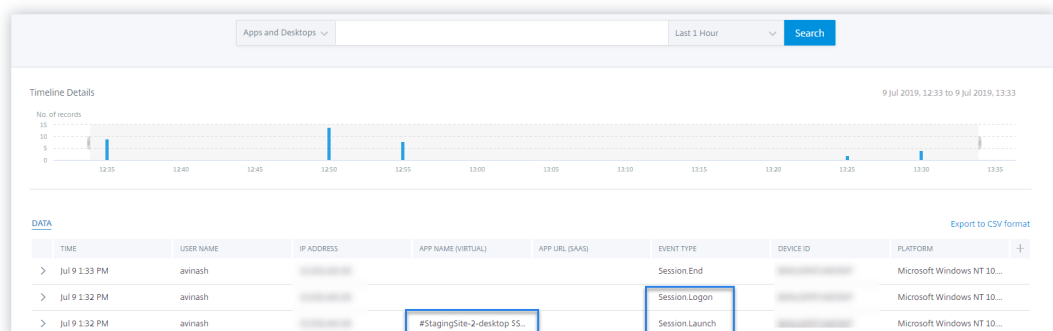 Apps and Desktops Last 1 Hour Search
Timeline Details 9 Jul 2019, 12:33 to 9 Jul 2019, 13:33
No. of records
15
10
5
0
12:35 12:40 12:45 12:50 12:55 13:00 13:05 13:10 13:15 13:20 13:25 13:30 13:35
DATA Export to CSV format
TIME USER NAME IP ADDRESS APP NAME (VIRTUAL) APP URL (SAAS) EVENT TYPE DEVICE ID PLATFORM +
> Jul 9 1:33 PM avinash Session.End Microsoft Windows NT 10....
> Jul 9 1:32 PM avinash Session.Logon Microsoft Windows NT 10....
> Jul 9 1:32 PM avinash #StagingSite-2-desktop SS... Session.Launch Microsoft Windows NT 10....